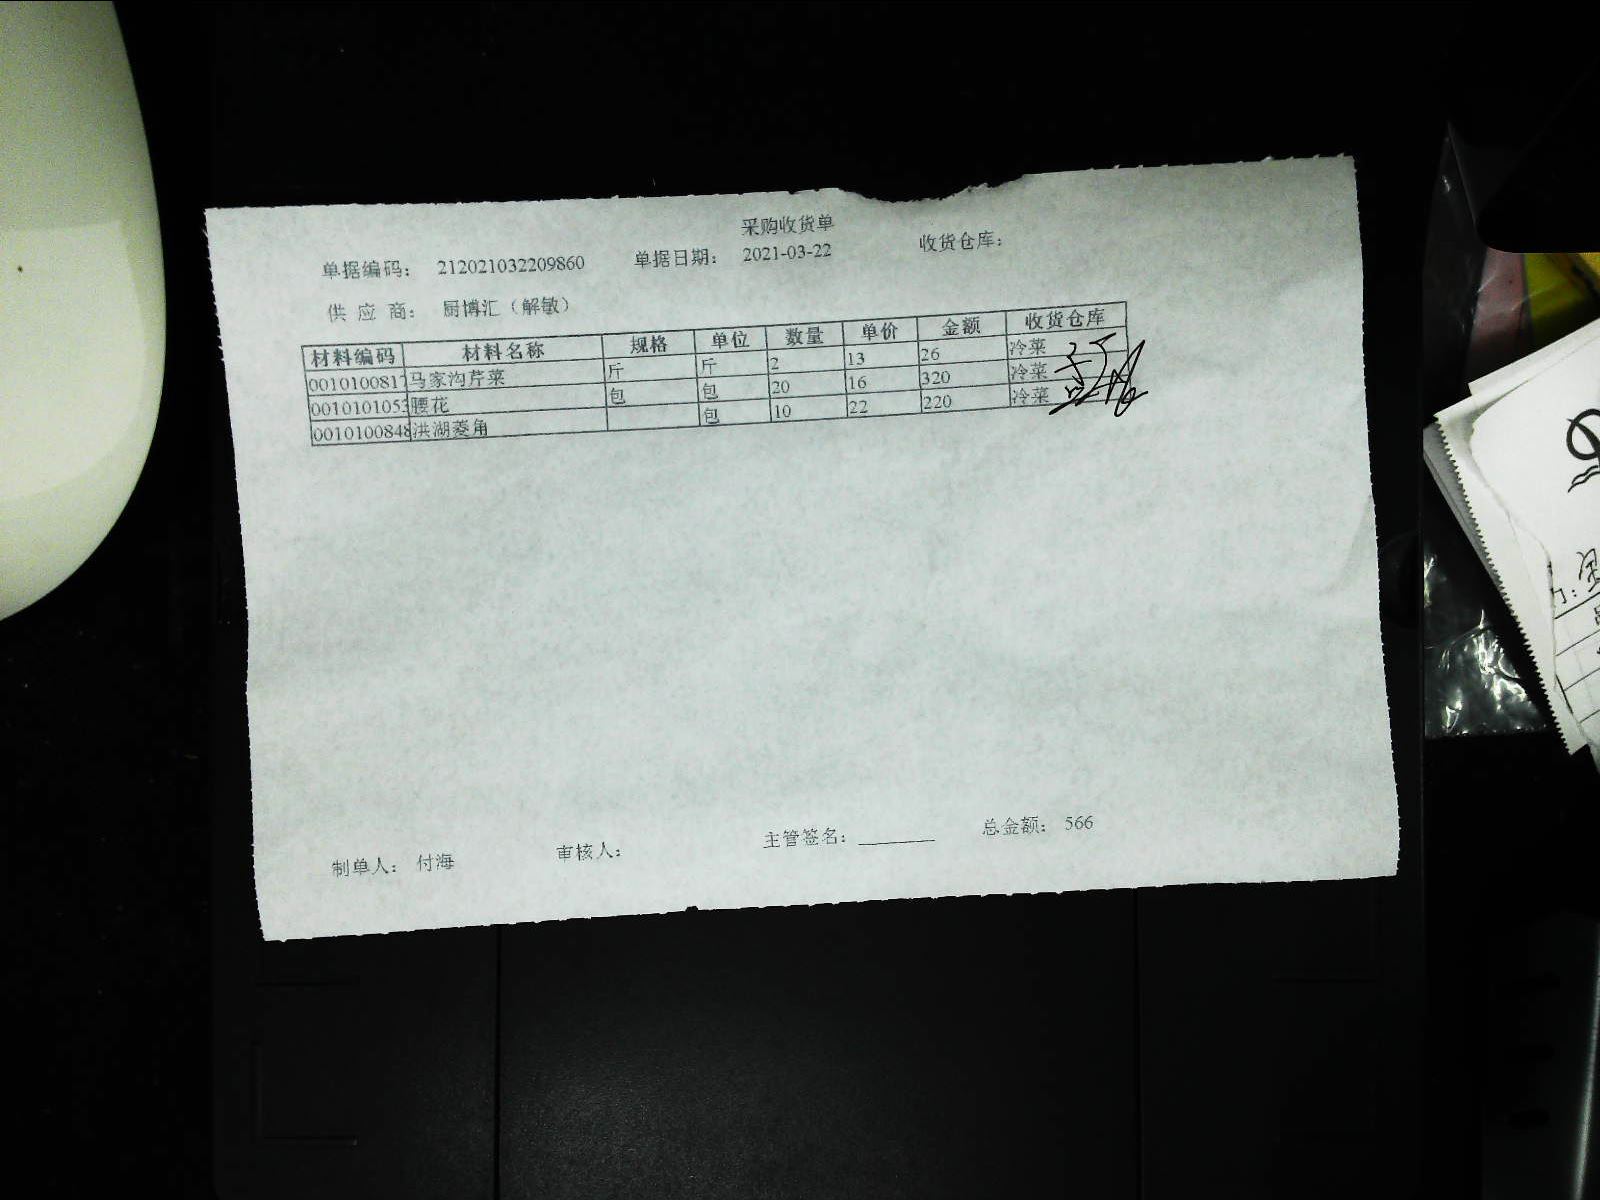 采购收货单
单据编码： 212021032209860 单据日期： 2021-03-22 收货仓库：
供 应 商： 厨博汇（解敏）
材料编码 材料名称 规格 单位 数量 单价 金额 收货仓库
0010100817 马家沟芹菜 斤 斤 2 13 26 冷菜
0010101053 腰花 包 包 20 16 320 冷菜
0010100848 洪湖菱角 包 10 22 220 冷菜
制单人： 付海 审核人： 主管签名： 总金额： 566